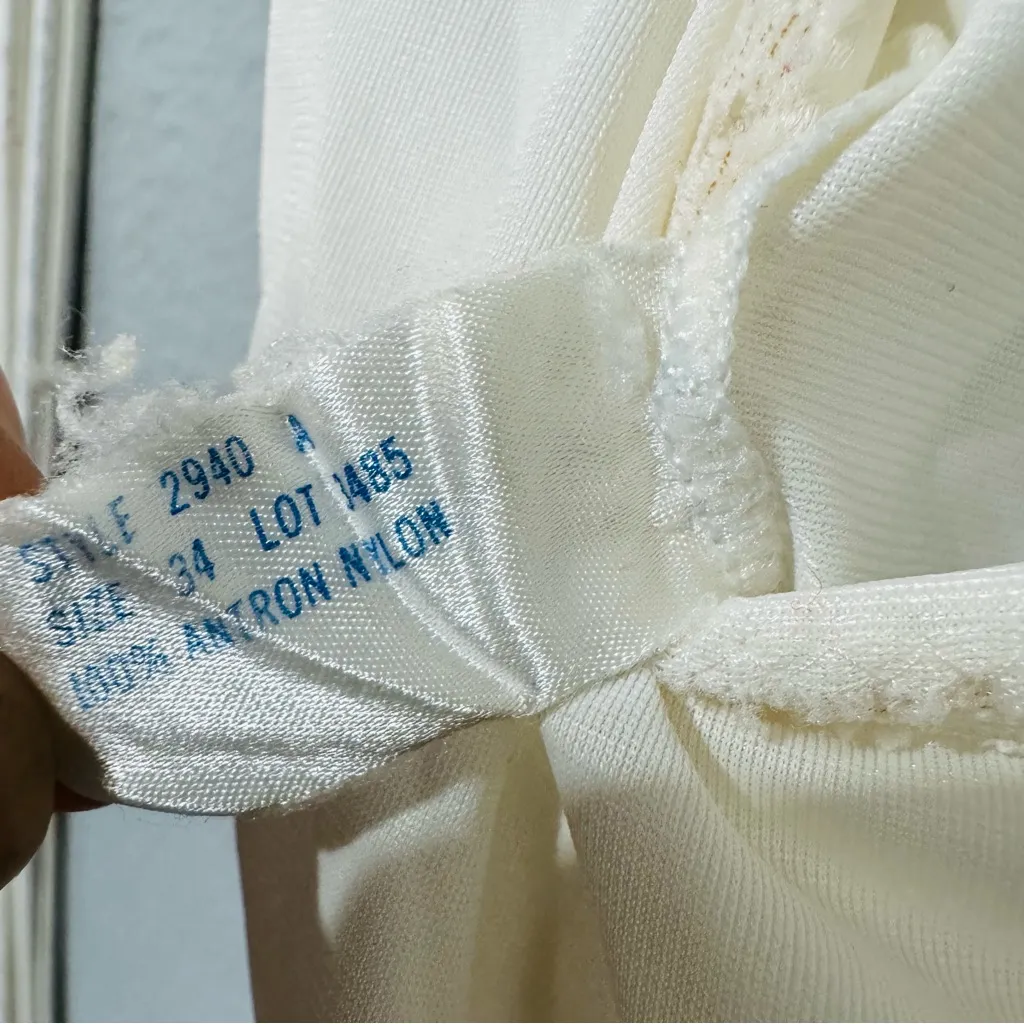 STYLE 2940 A
SIZE 34 LOT 1485
100% ANTRON NYLON